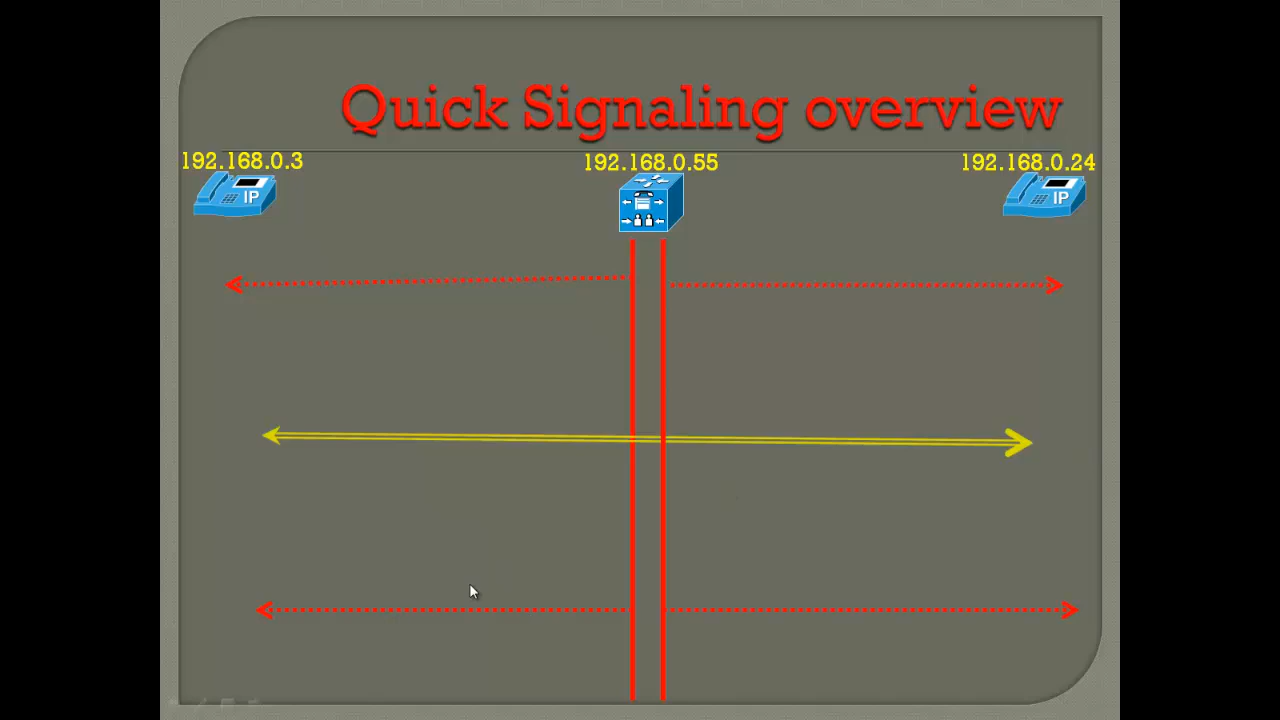 Quick Signaling overview
192.168.0.3
192.168.0.55
192.168.0.24
IP
IP